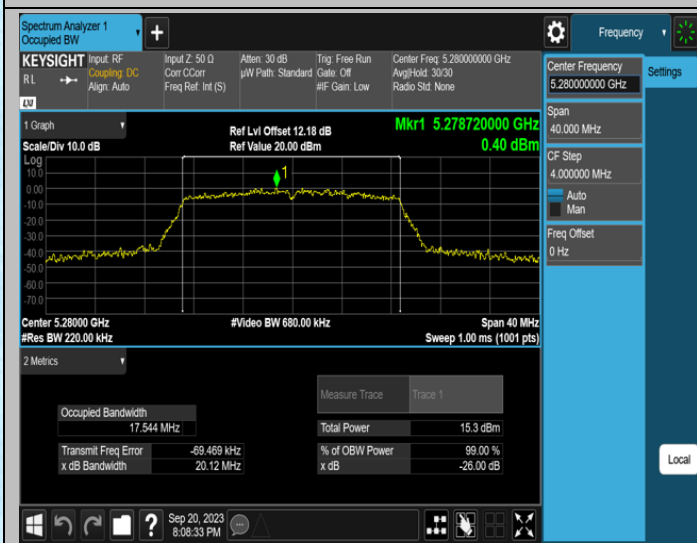 Spectrum Analyzer 1
Occupied BW
Frequency
KEYSIGHT
RL
LXI
Input: RF
Coupling: DC
Align: Auto
Input Z: 50 Ω
Corr CCorr
Freq Ref: Int (S)
Atten: 30 dB
µW Path: Standard
Trig: Free Run
Gate: Off
#IF Gain: Low
Center Freq: 5.280000000 GHz
Avg|Hold: 30/30
Radio Std: None
1 Graph
Scale/Div 10.0 dB
Ref Lvl Offset 12.18 dB
Ref Value 20.00 dBm
Mkr1 5.278720000 GHz
0.40 dBm
Log
10.0
0.00
-10.0
-20.0
-30.0
-40.0
-50.0
-60.0
-70.0
1
Center 5.28000 GHz
#Res BW 220.00 kHz
#Video BW 680.00 kHz
Span 40 MHz
Sweep 1.00 ms (1001 pts)
2 Metrics
Measure Trace
Trace 1
Occupied Bandwidth
17.544 MHz
Total Power
15.3 dBm
Transmit Freq Error
-69.469 kHz
% of OBW Power
99.00 %
x dB Bandwidth
20.12 MHz
x dB
-26.00 dB
Center Frequency
5.280000000 GHz
Span
40.000 MHz
CF Step
4.000000 MHz
Auto
Man
Freq Offset
0 Hz
Settings
Local
?
Sep 20, 2023
8:08:33 PM